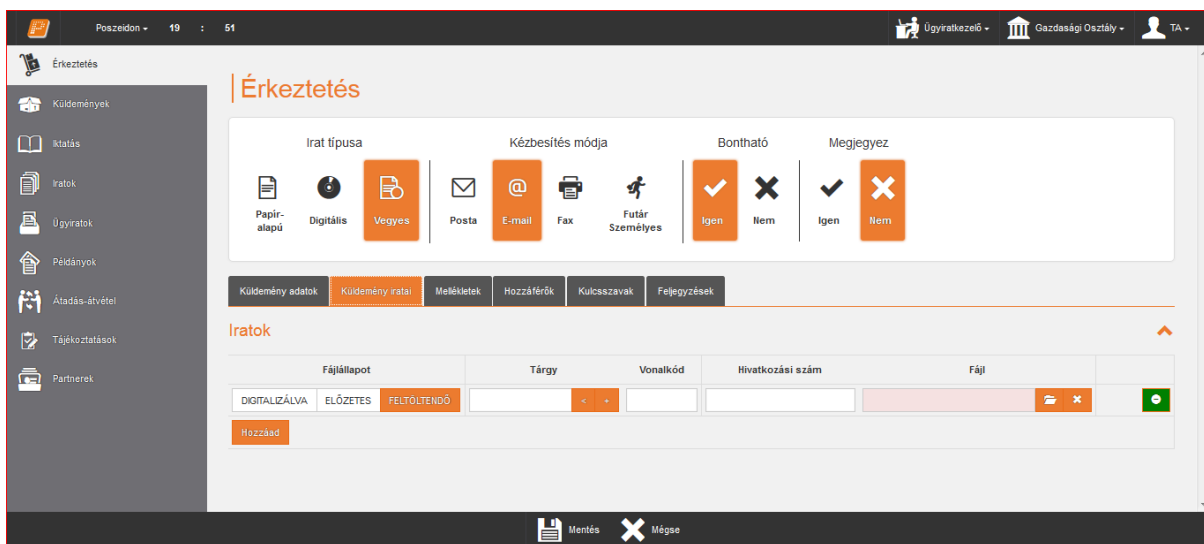 Poszeidon 19 : 51
Ügyiratkezelő
Gazdasági Osztály
TA
Érkeztetés
Küldemények
Iktatás
Iratok
Ügyiratok
Példányok
Átadás-átvétel
Tájékoztatások
Partnerek
Érkeztetés
Irat típusa
Kézbesítés módja
Bontható
Megjegyez
Papír-
alapú
Digitális
Vegyes
Posta
@
E-mail
Fax
Futár
Személyes
Igen
Nem
Igen
Nem
Küldemény adatok
Küldemény iratai
Mellékletek
Hozzáférők
Kulcsszavak
Feljegyzések
Iratok
Fájlállapot
Tárgy
Vonalkód
Hivatkozási szám
Fájl
DIGITALIZÁLVA
ELŐZETES
FELTÖLTENDŐ
Hozzáad
Mentés
Mégse